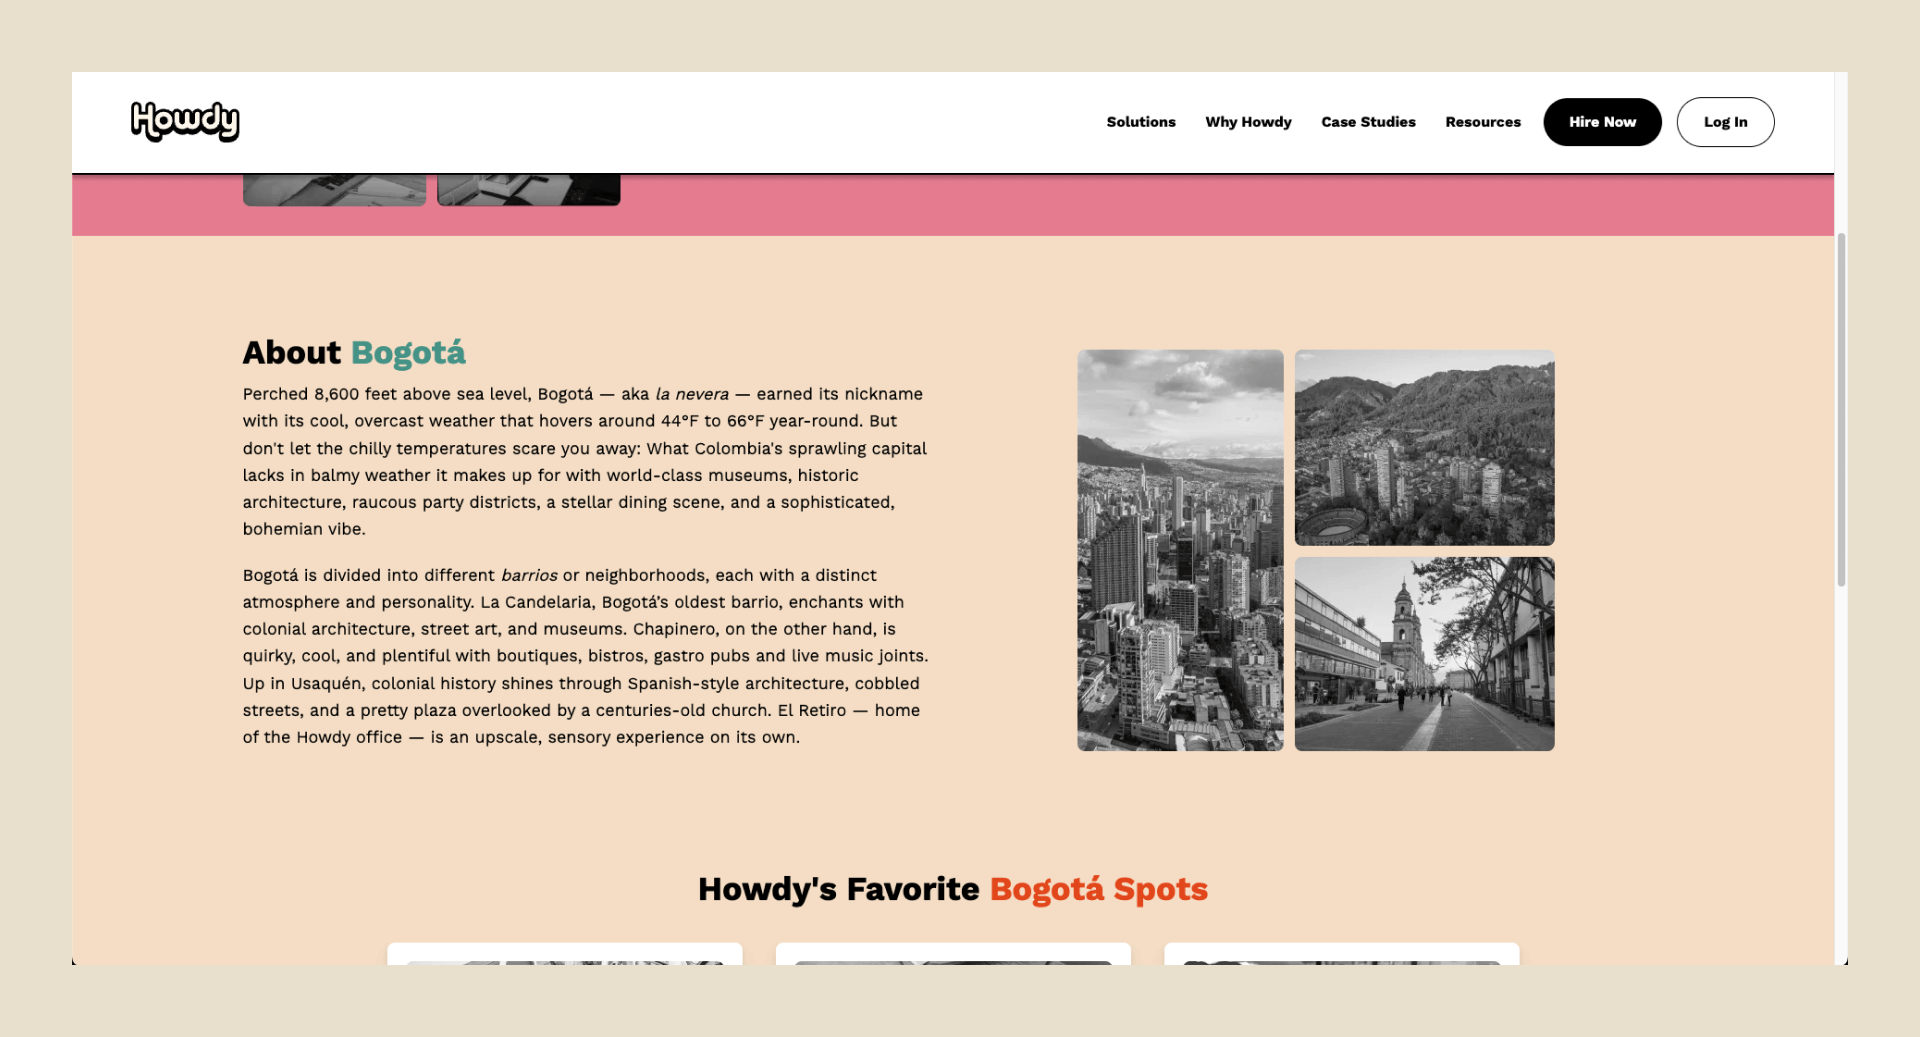 Howdy
Solutions
Why Howdy
Case Studies
Resources
Hire Now
Log In
About Bogotá
Perched 8,600 feet above sea level, Bogotá — aka la nevera — earned its nickname
with its cool, overcast weather that hovers around 44°F to 66°F year-round. But
don't let the chilly temperatures scare you away: What Colombia's sprawling capital
lacks in balmy weather it makes up for with world-class museums, historic
architecture, raucous party districts, a stellar dining scene, and a sophisticated,
bohemian vibe.
Bogotá is divided into different barrios or neighborhoods, each with a distinct
atmosphere and personality. La Candelaria, Bogotá’s oldest barrio, enchants with
colonial architecture, street art, and museums. Chapinero, on the other hand, is
quirky, cool, and plentiful with boutiques, bistros, gastro pubs and live music joints.
Up in Usaquén, colonial history shines through Spanish-style architecture, cobbled
streets, and a pretty plaza overlooked by a centuries-old church. El Retiro — home
of the Howdy office — is an upscale, sensory experience on its own.
Howdy's Favorite Bogotá Spots